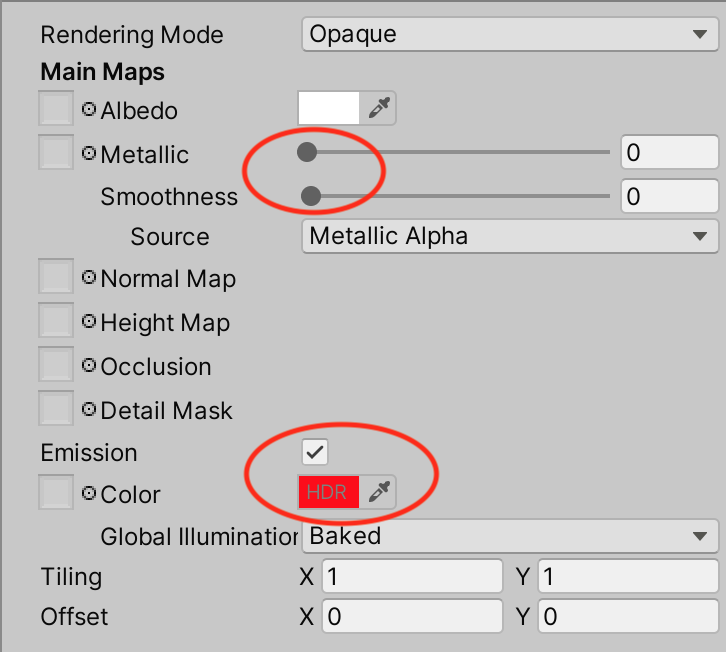 Rendering Mode Opaque
Main Maps
Albedo
Metallic 0
Smoothness 0
Source Metallic Alpha
Normal Map
Height Map
Occlusion
Detail Mask
Emission
Color HDR
Global Illumination Baked
Tiling X 1 Y 1
Offset X 0 Y 0